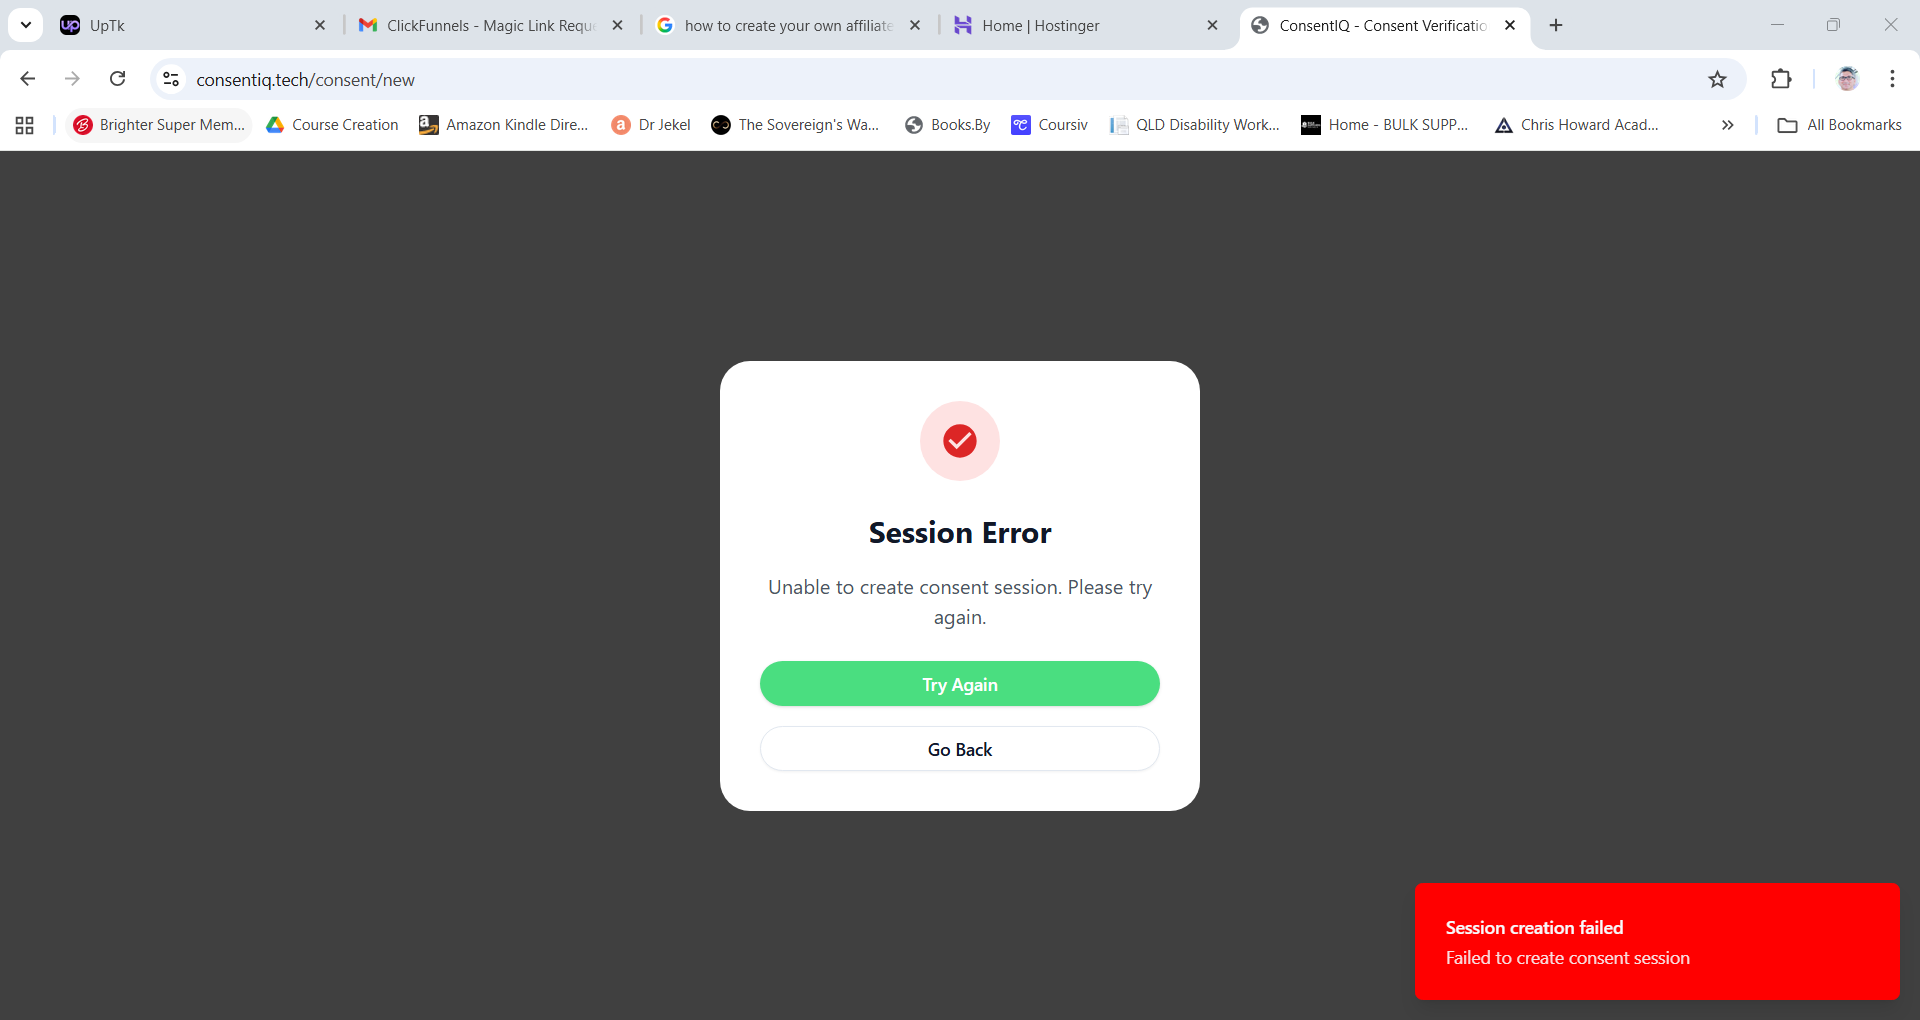 UpTk
ClickFunnels - Magic Link Reque
how to create your own affiliate
Home | Hostinger
ConsentIQ - Consent Verificatio
consentiq.tech/consent/new
Brighter Super Mem...
Course Creation
Amazon Kindle Dire...
Dr Jekel
The Sovereign's Wa...
Books.By
Coursiv
QLD Disability Work...
Home - BULK SUPP...
Chris Howard Acad...
All Bookmarks
Session Error
Unable to create consent session. Please try
again.
Try Again
Go Back
Session creation failed
Failed to create consent session